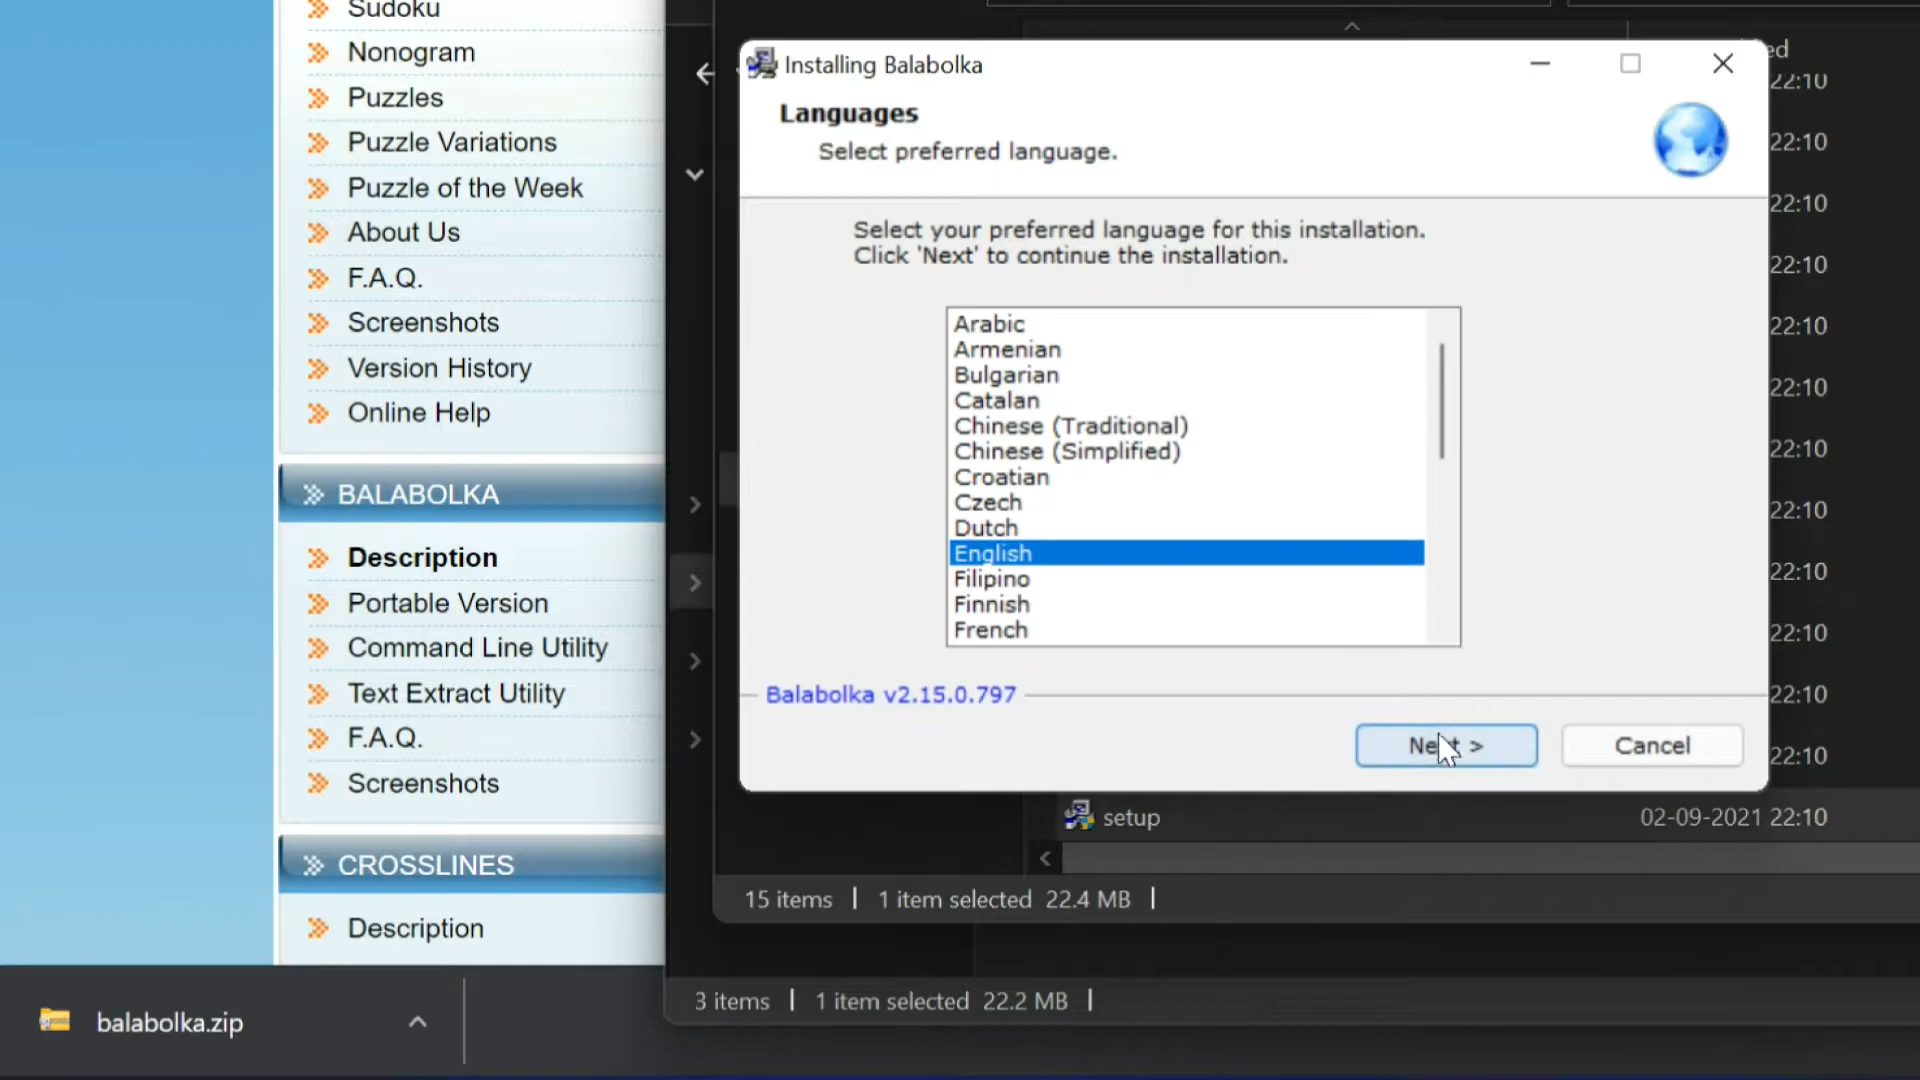 Sudoku
Nonogram
Puzzles
Puzzle Variations
Puzzle of the Week
About Us
F.A.Q.
Screenshots
Version History
Online Help
BALABOLKA
Description
Portable Version
Command Line Utility
Text Extract Utility
F.A.Q.
Screenshots
CROSSLINES
Description
balabolka.zip
Installing Balabolka
Languages
Select preferred language.
Select your preferred language for this installation.
Click 'Next' to continue the installation.
Arabic
Armenian
Bulgarian
Catalan
Chinese (Traditional)
Chinese (Simplified)
Croatian
Czech
Dutch
English
Filipino
Finnish
French
Balabolka v2.15.0.797
Next >
Cancel
ed
22:10
22:10
22:10
22:10
22:10
22:10
22:10
22:10
22:10
22:10
22:10
22:10
setup
02-09-2021 22:10
15 items
1 item selected 22.4 MB
3 items
1 item selected 22.2 MB